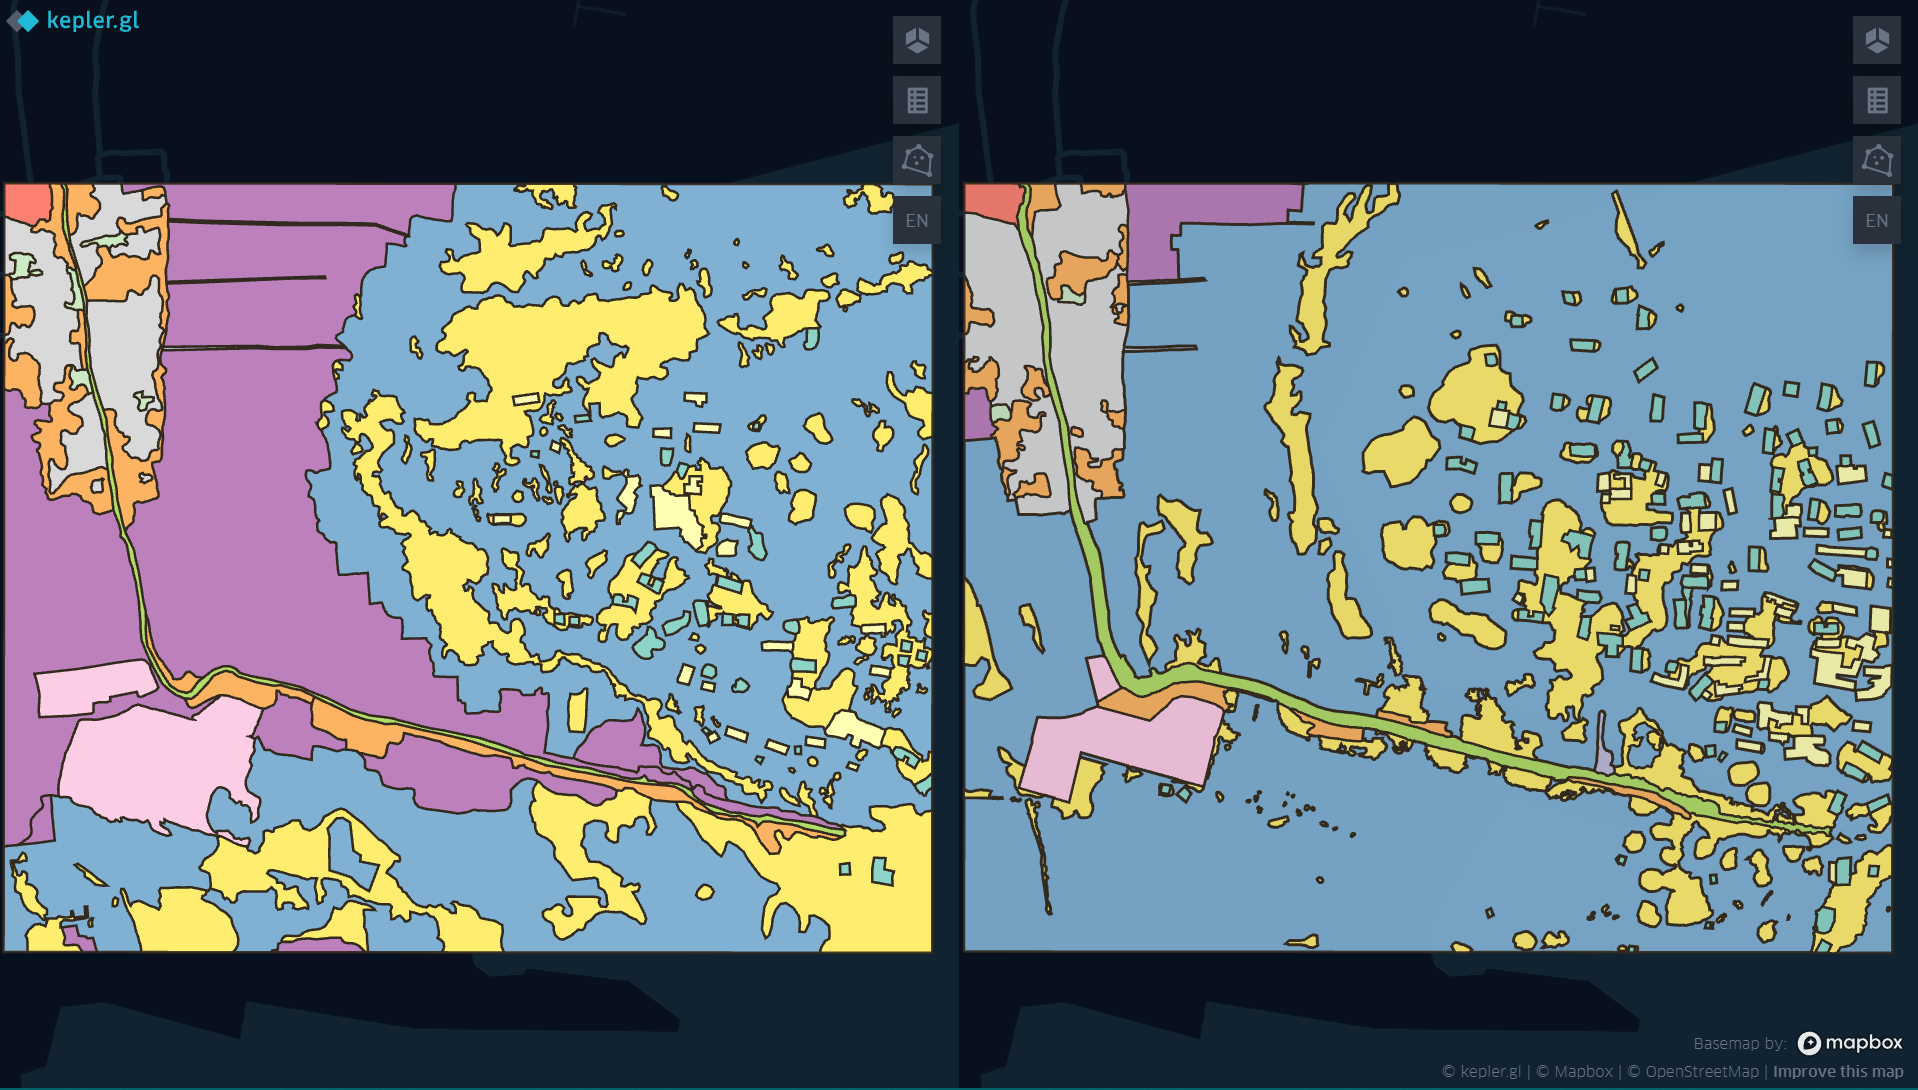 kepler.gl
EN
EN
Basemap by: mapbox
© kepler.gl | © Mapbox | © OpenStreetMap | Improve this map